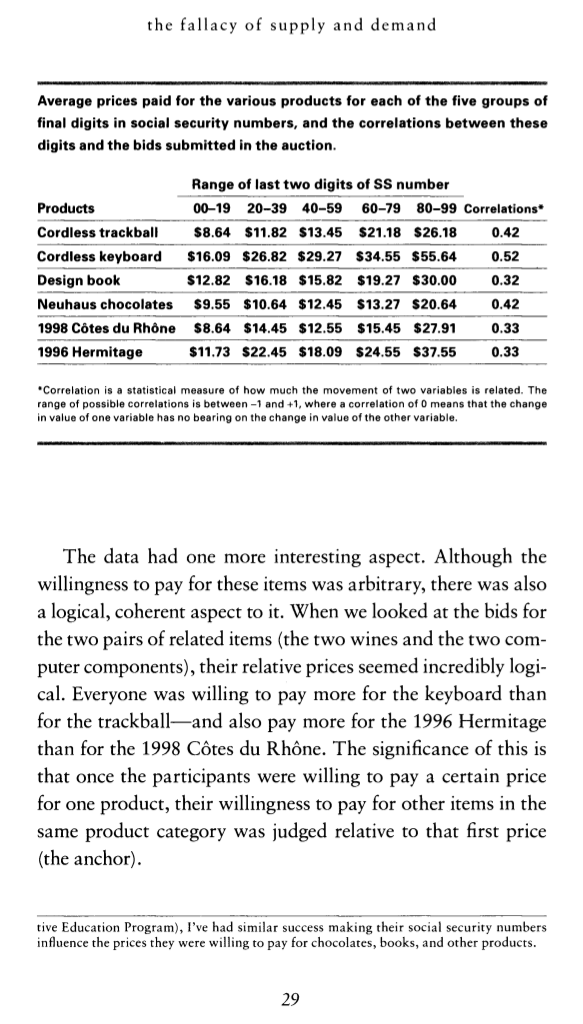 the fallacy of supply and demand
Average prices paid for the various products for each of the five groups of
final digits in social security numbers, and the correlations between these
digits and the bids submitted in the auction.
Range of last two digits of SS number
Products 00–19 20–39 40–59 60–79 80–99 Correlations*
Cordless trackball $8.64 $11.82 $13.45 $21.18 $26.18 0.42
Cordless keyboard $16.09 $26.82 $29.27 $34.55 $55.64 0.52
Design book $12.82 $16.18 $15.82 $19.27 $30.00 0.32
Neuhaus chocolates $9.55 $10.64 $12.45 $13.27 $20.64 0.42
1998 Côtes du Rhône $8.64 $14.45 $12.55 $15.45 $27.91 0.33
1996 Hermitage $11.73 $22.45 $18.09 $24.55 $37.55 0.33
*Correlation is a statistical measure of how much the movement of two variables is related. The
range of possible correlations is between –1 and +1, where a correlation of 0 means that the change
in value of one variable has no bearing on the change in value of the other variable.
The data had one more interesting aspect. Although the
willingness to pay for these items was arbitrary, there was also
a logical, coherent aspect to it. When we looked at the bids for
the two pairs of related items (the two wines and the two com-
puter components), their relative prices seemed incredibly logi-
cal. Everyone was willing to pay more for the keyboard than
for the trackball—and also pay more for the 1996 Hermitage
than for the 1998 Côtes du Rhône. The significance of this is
that once the participants were willing to pay a certain price
for one product, their willingness to pay for other items in the
same product category was judged relative to that first price
(the anchor).
tive Education Program), I've had similar success making their social security numbers
influence the prices they were willing to pay for chocolates, books, and other products.
29